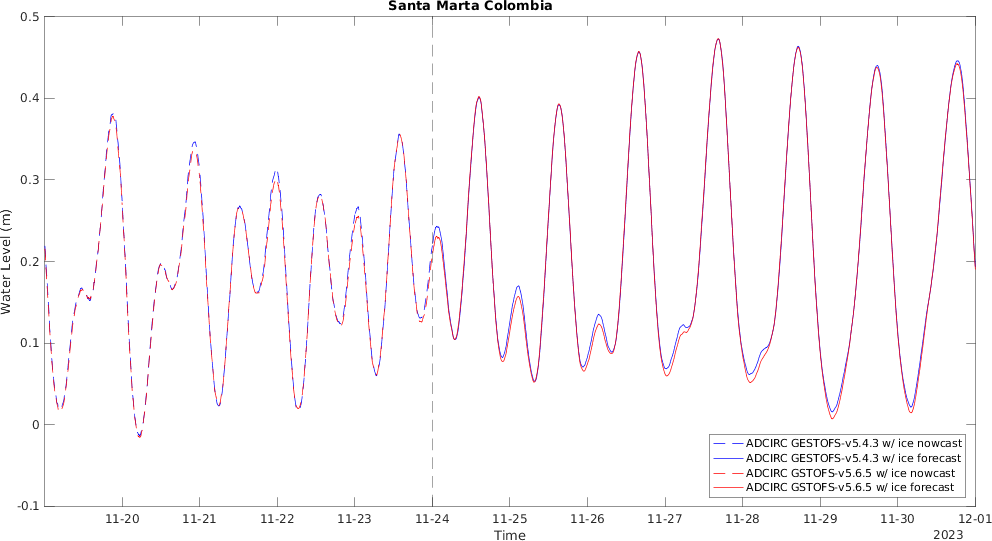 Santa Marta Colombia
Water Level (m)
0.5
0.4
0.3
0.2
0.1
0
-0.1
11-20 11-21 11-22 11-23 11-24 11-25 11-26 11-27 11-28 11-29 11-30 12-01
Time
2023
ADCIRC GESTOFS-v5.4.3 w/ ice nowcast
ADCIRC GESTOFS-v5.4.3 w/ ice forecast
ADCIRC GSTOFS-v5.6.5 w/ ice nowcast
ADCIRC GSTOFS-v5.6.5 w/ ice forecast